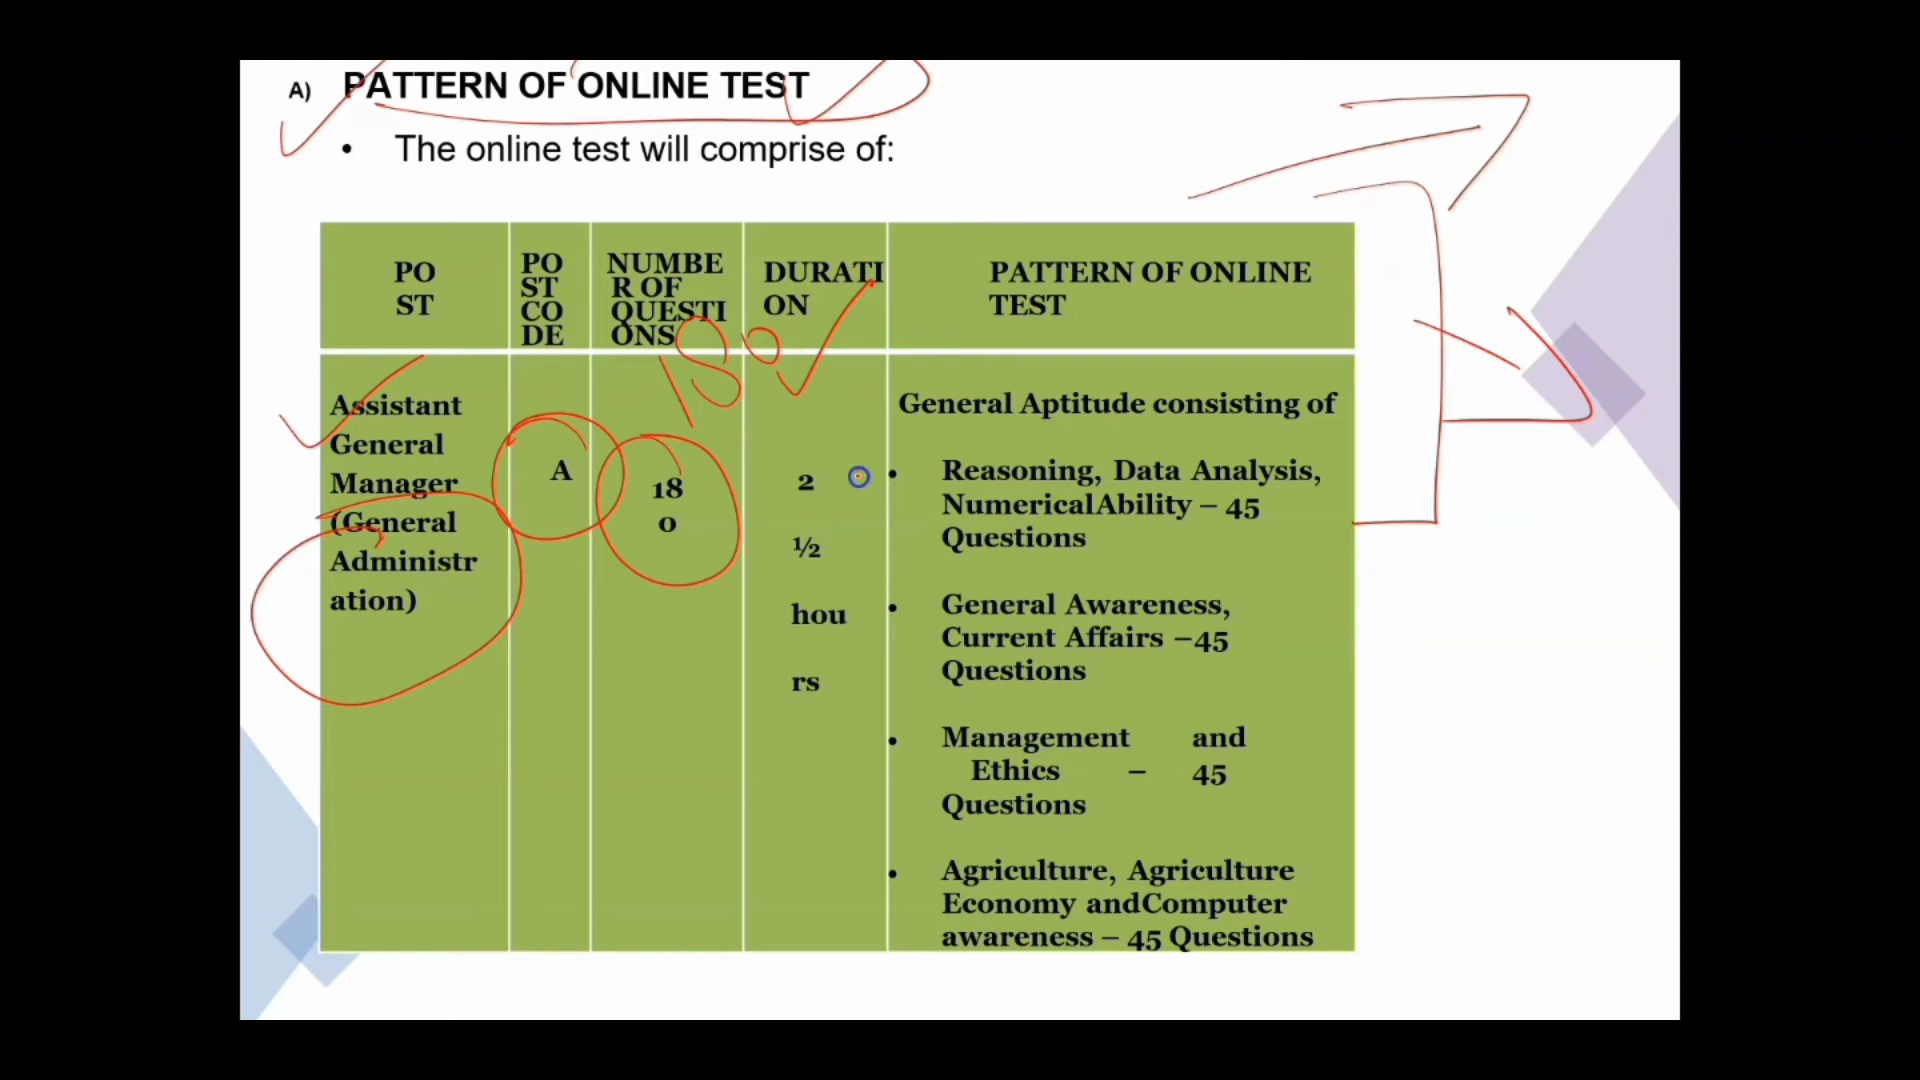 A) PATTERN OF ONLINE TEST
• The online test will comprise of:
PO
ST
PO
ST
CO
DE
NUMBE
R OF
QUESTI
ONS
DURATI
ON
PATTERN OF ONLINE
TEST
180
Assistant
General
Manager
(General
Administr
ation)
A
18
0
2
½
hou
rs
General Aptitude consisting of
• Reasoning, Data Analysis,
NumericalAbility – 45
Questions
• General Awareness,
Current Affairs –45
Questions
• Management and
Ethics – 45
Questions
• Agriculture, Agriculture
Economy andComputer
awareness – 45 Questions